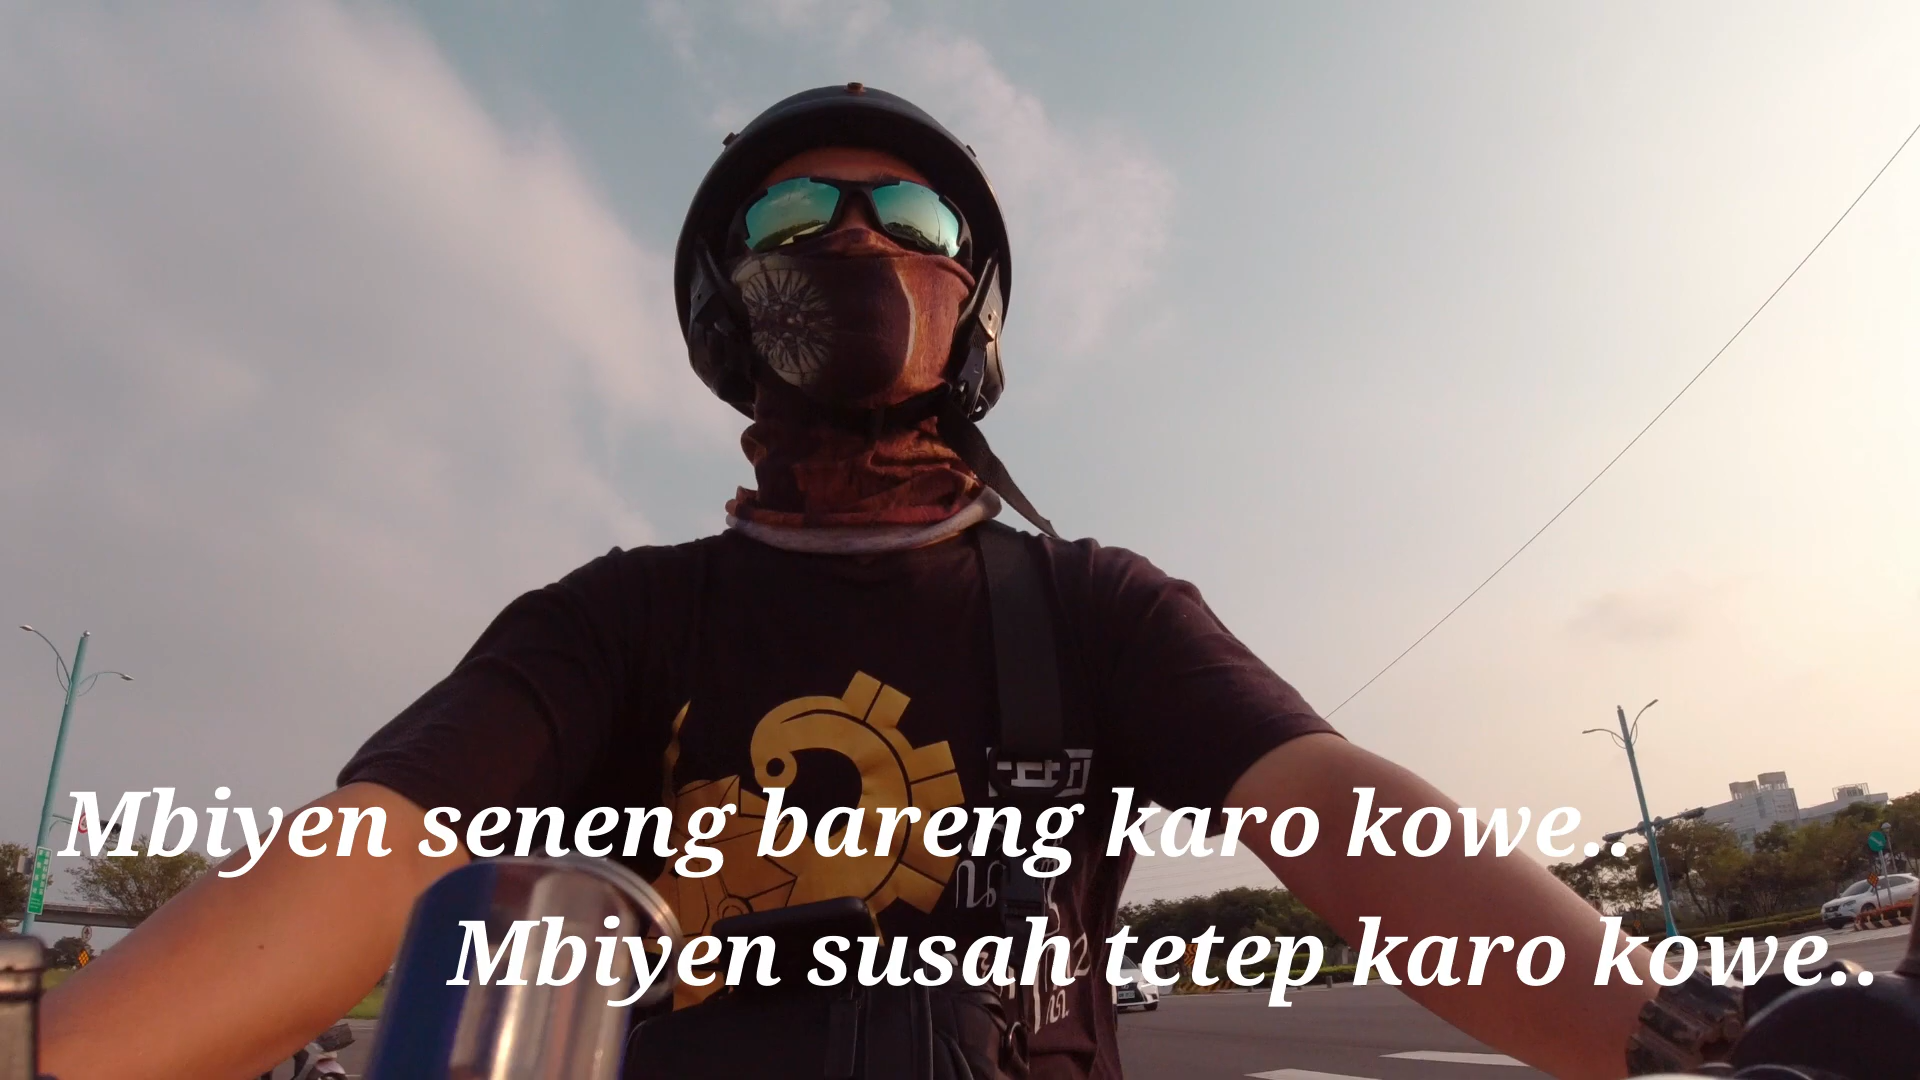 Mbiyen seneng bareng karo kowe..
Mbiyen susah tetep karo kowe..